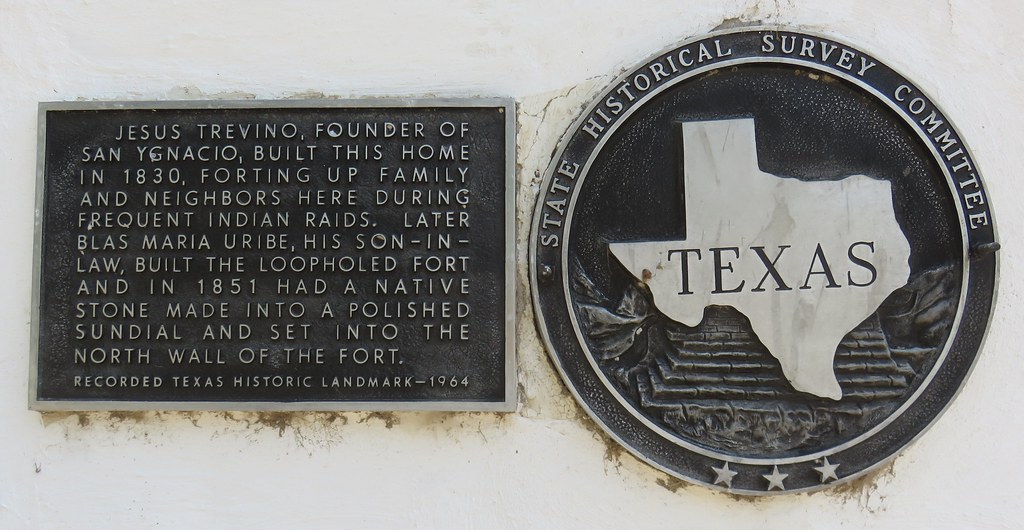 JESUS TREVINO, FOUNDER OF
SAN YGNACIO, BUILT THIS HOME
IN 1830, FORTING UP FAMILY
AND NEIGHBORS HERE DURING
FREQUENT INDIAN RAIDS. LATER
BLAS MARIA URIBE, HIS SON-IN-
LAW, BUILT THE LOOPHOLED FORT
AND IN 1851 HAD A NATIVE
STONE MADE INTO A POLISHED
SUNDIAL AND SET INTO THE
NORTH WALL OF THE FORT.
RECORDED TEXAS HISTORIC LANDMARK—1964
STATE HISTORICAL SURVEY COMMITTEE
TEXAS